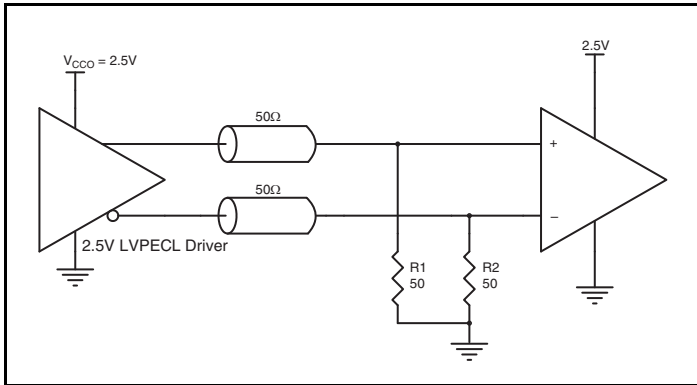 V_CCO = 2.5V
2.5V
50Ω
+
50Ω
−
2.5V LVPECL Driver
R1
50
R2
50